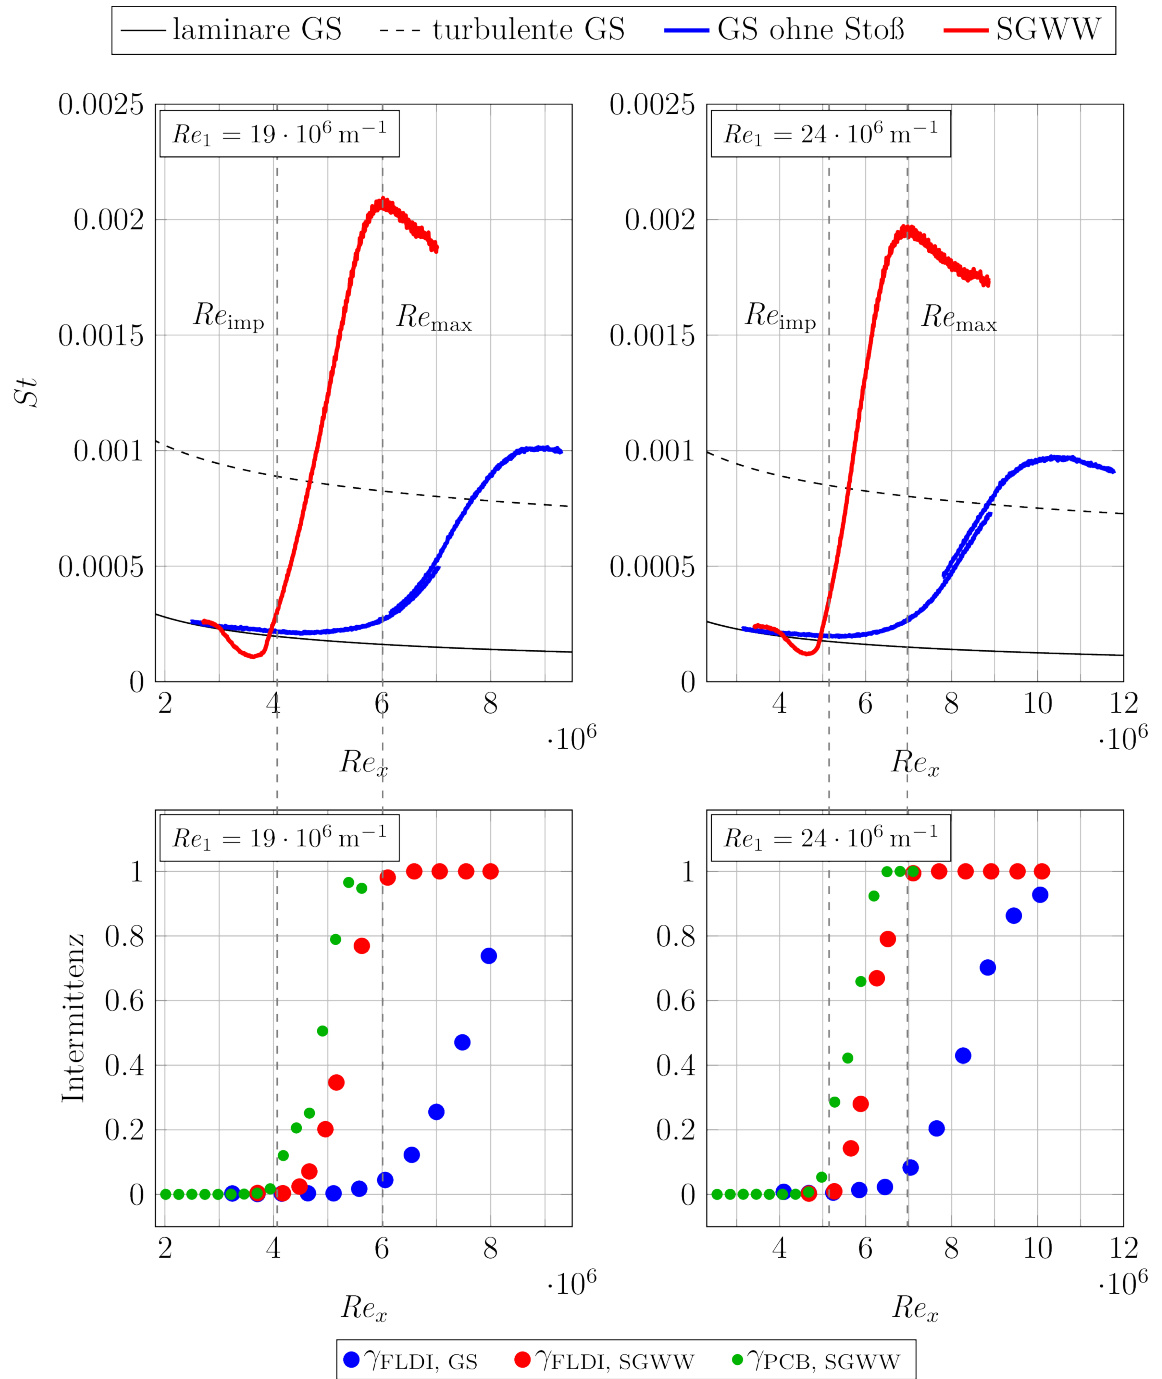 laminare GS turbulente GS GS ohne Stoß SGWW
Re₁ = 19 · 10⁶ m⁻¹
0.0025
0.002
0.0015
0.001
0.0005
0
St
Re_imp
Re_max
2 4 6 8
·10⁶
Re_x
Re₁ = 24 · 10⁶ m⁻¹
0.0025
0.002
0.0015
0.001
0.0005
0
Re_imp
Re_max
4 6 8 10 12
·10⁶
Re_x
Re₁ = 19 · 10⁶ m⁻¹
1
0.8
0.6
0.4
0.2
0
Intermittenz
2 4 6 8
·10⁶
Re_x
Re₁ = 24 · 10⁶ m⁻¹
1
0.8
0.6
0.4
0.2
0
4 6 8 10 12
·10⁶
Re_x
γFLDI, GS γFLDI, SGWW γPCB, SGWW